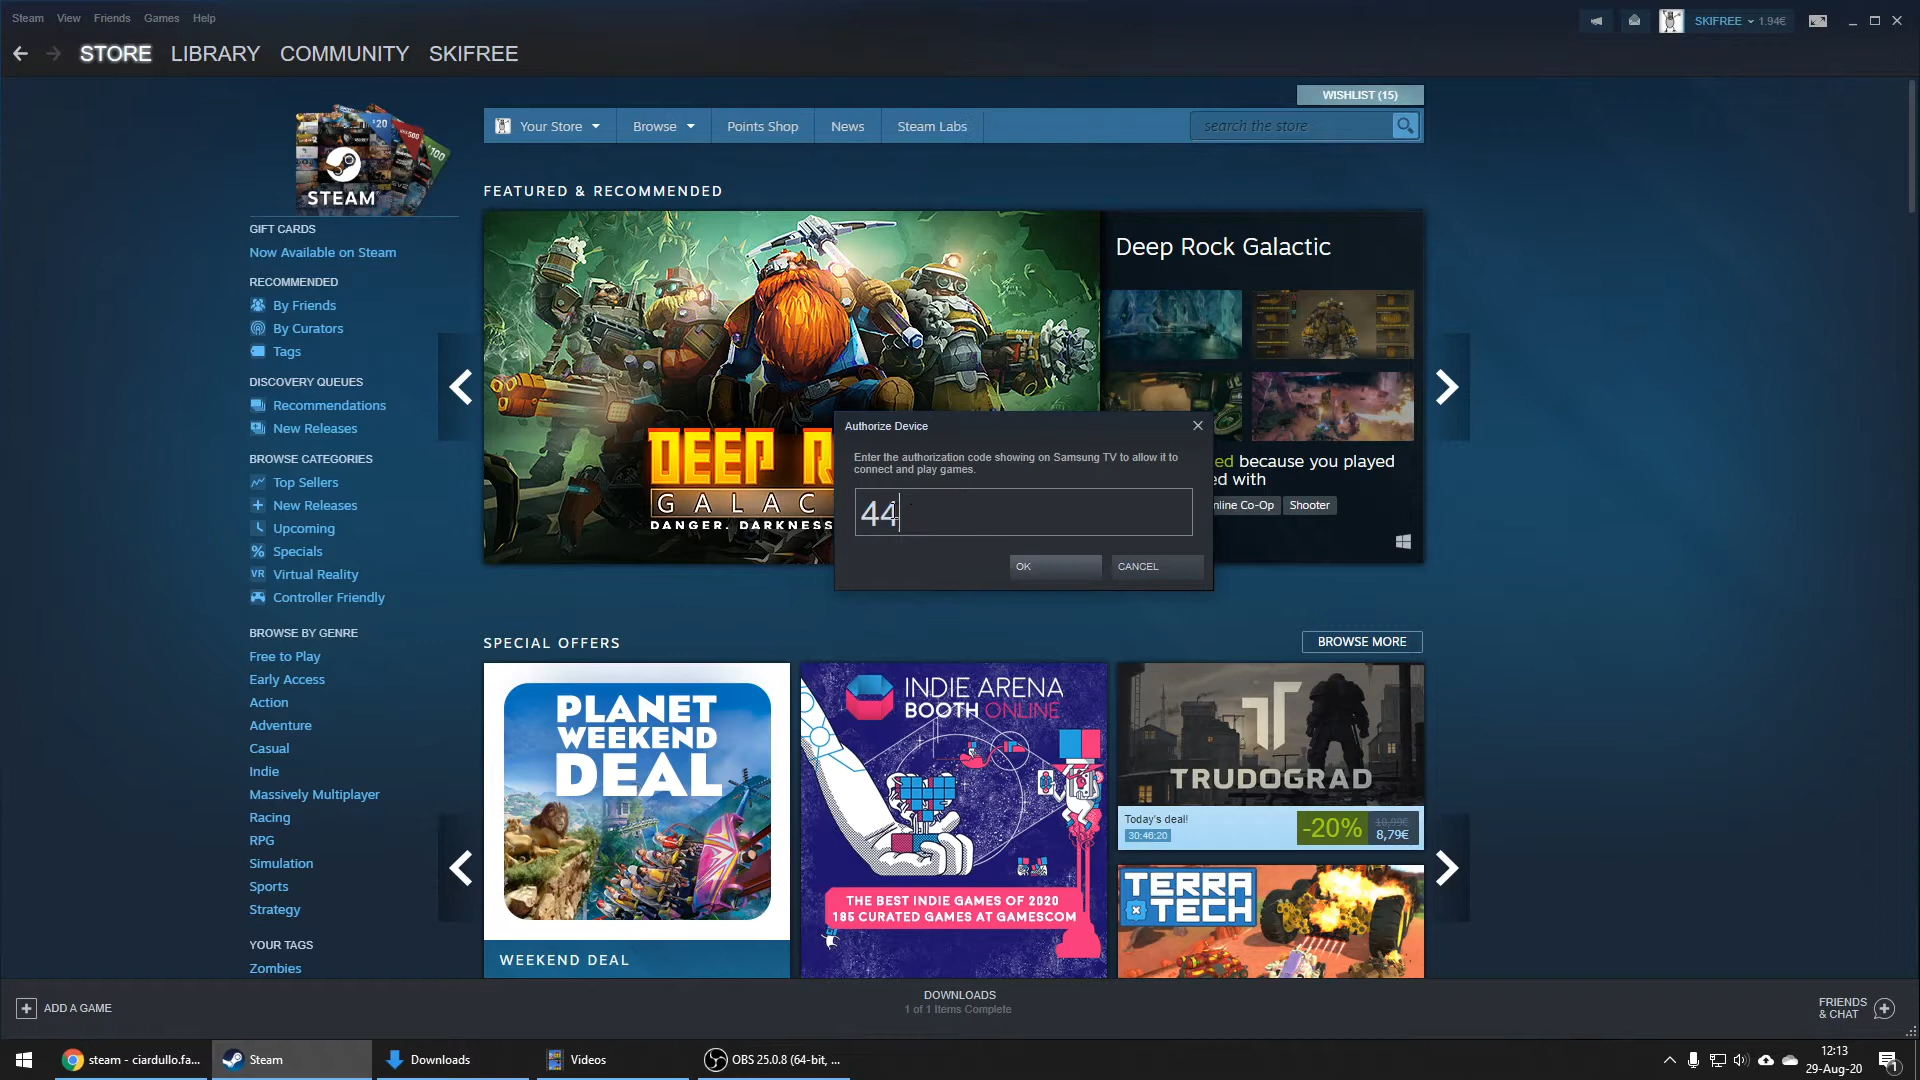 Steam View Friends Games Help
SKIFREE 1.94€
STORE LIBRARY COMMUNITY SKIFREE
WISHLIST (15)
Your Store Browse Points Shop News Steam Labs
search the store
STEAM
GIFT CARDS
Now Available on Steam
RECOMMENDED
By Friends
By Curators
Tags
DISCOVERY QUEUES
Recommendations
New Releases
BROWSE CATEGORIES
Top Sellers
New Releases
Upcoming
Specials
VR Virtual Reality
Controller Friendly
BROWSE BY GENRE
Free to Play
Early Access
Action
Adventure
Casual
Indie
Massively Multiplayer
Racing
RPG
Simulation
Sports
Strategy
YOUR TAGS
Zombies
FEATURED & RECOMMENDED
DEEP R
GALAC
DANGER. DARKNESS
Deep Rock Galactic
ed because you played
d with
nline Co-Op Shooter
Authorize Device
Enter the authorization code showing on Samsung TV to allow it to
connect and play games.
44
OK CANCEL
SPECIAL OFFERS
BROWSE MORE
PLANET
WEEKEND
DEAL
WEEKEND DEAL
INDIE ARENA
BOOTH ONLINE
THE BEST INDIE GAMES OF 2020
185 CURATED GAMES AT GAMESCOM
TRUDOGRAD
Today's deal!
30:46:20
-20%
10,99€
8,79€
TERRA
TECH
ADD A GAME
DOWNLOADS
1 of 1 Items Complete
FRIENDS
& CHAT
steam - ciardullo.fa...
Steam
Downloads
Videos
OBS 25.0.8 (64-bit, ...
12:13
29-Aug-20
1